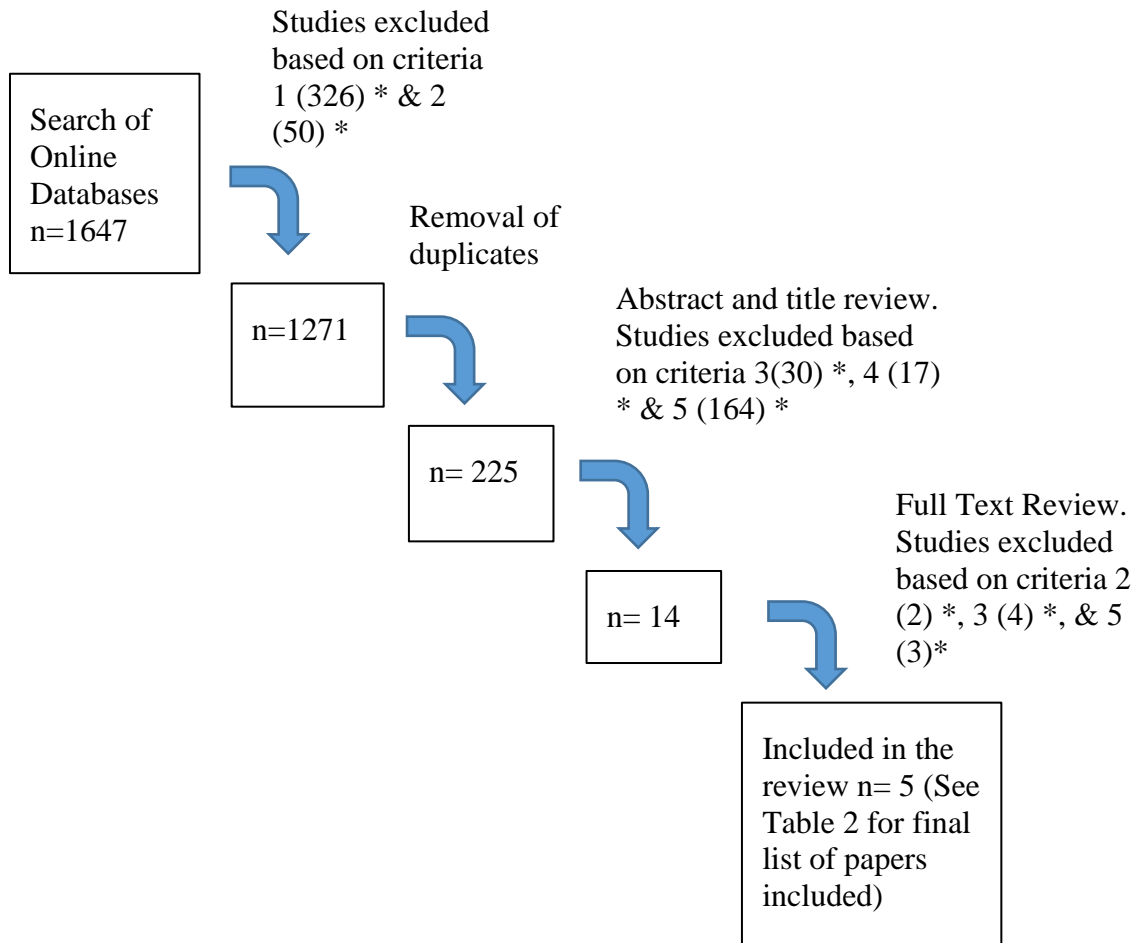 Studies excluded
based on criteria
1 (326) * & 2
(50) *
Search of
Online
Databases
n=1647
Removal of
duplicates
n=1271
Abstract and title review.
Studies excluded based
on criteria 3(30) *, 4 (17)
* & 5 (164) *
n= 225
Full Text Review.
Studies excluded
based on criteria 2
(2) *, 3 (4) *, & 5
(3)*
n= 14
Included in the
review n= 5 (See
Table 2 for final
list of papers
included)